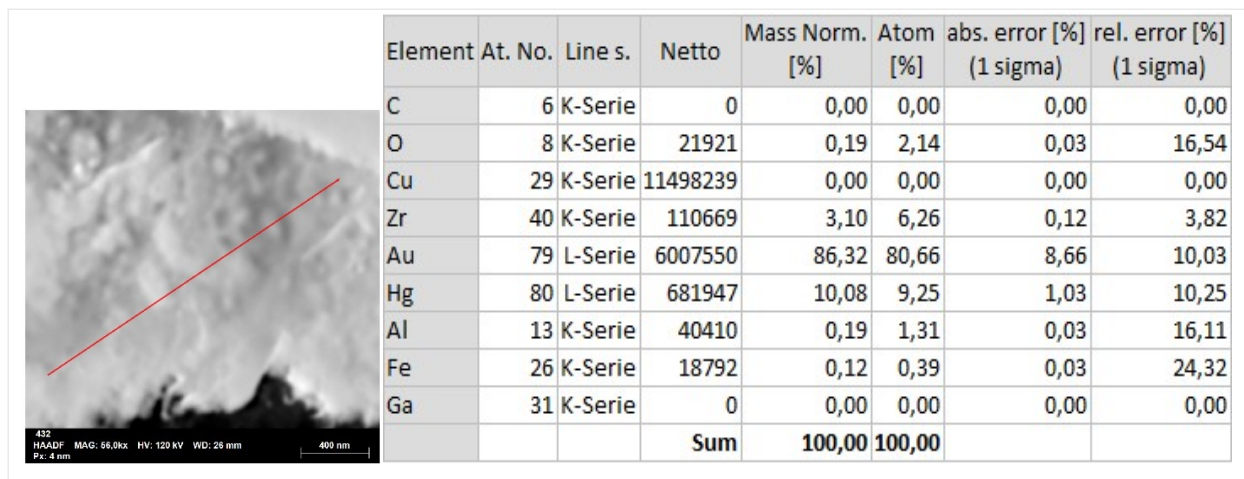 Element At. No. Line s. Netto Mass Norm. [%] Atom [%] abs. error [%] (1 sigma) rel. error [%] (1 sigma)
C 6 K-Serie 0 0,00 0,00 0,00 0,00
O 8 K-Serie 21921 0,19 2,14 0,03 16,54
Cu 29 K-Serie 11498239 0,00 0,00 0,00 0,00
Zr 40 K-Serie 110669 3,10 6,26 0,12 3,82
Au 79 L-Serie 6007550 86,32 80,66 8,66 10,03
Hg 80 L-Serie 681947 10,08 9,25 1,03 10,25
Al 13 K-Serie 40410 0,19 1,31 0,03 16,11
Fe 26 K-Serie 18792 0,12 0,39 0,03 24,32
Ga 31 K-Serie 0 0,00 0,00 0,00 0,00
Sum 100,00 100,00
432
HAADF MAG: 56,0kx HV: 120 kV WD: 26 mm 400 nm
Px: 4 nm